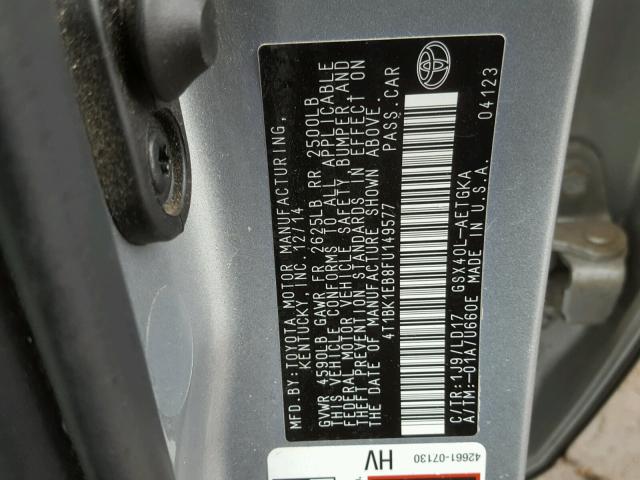 MFD.BY:TOYOTA MOTOR MANUFACTURING,
KENTUCKY, INC. 12/14
GVWR 4590LB GAWR FR 2625LB RR 2500LB
THIS VEHICLE CONFORMS TO ALL APPLICABLE
FEDERAL MOTOR VEHICLE SAFETY, BUMPER AND
THEFT PREVENTION STANDARDS IN EFFECT ON
THE DATE OF MANUFACTURE SHOWN ABOVE.
4T1BK1EB8FU149577 PASS.CAR
C/TR:1J9/LD17 GSX40L-AETGKA
A/TM:-01A/U660E MADE IN U.S.A.
04123
HV
42661-07130